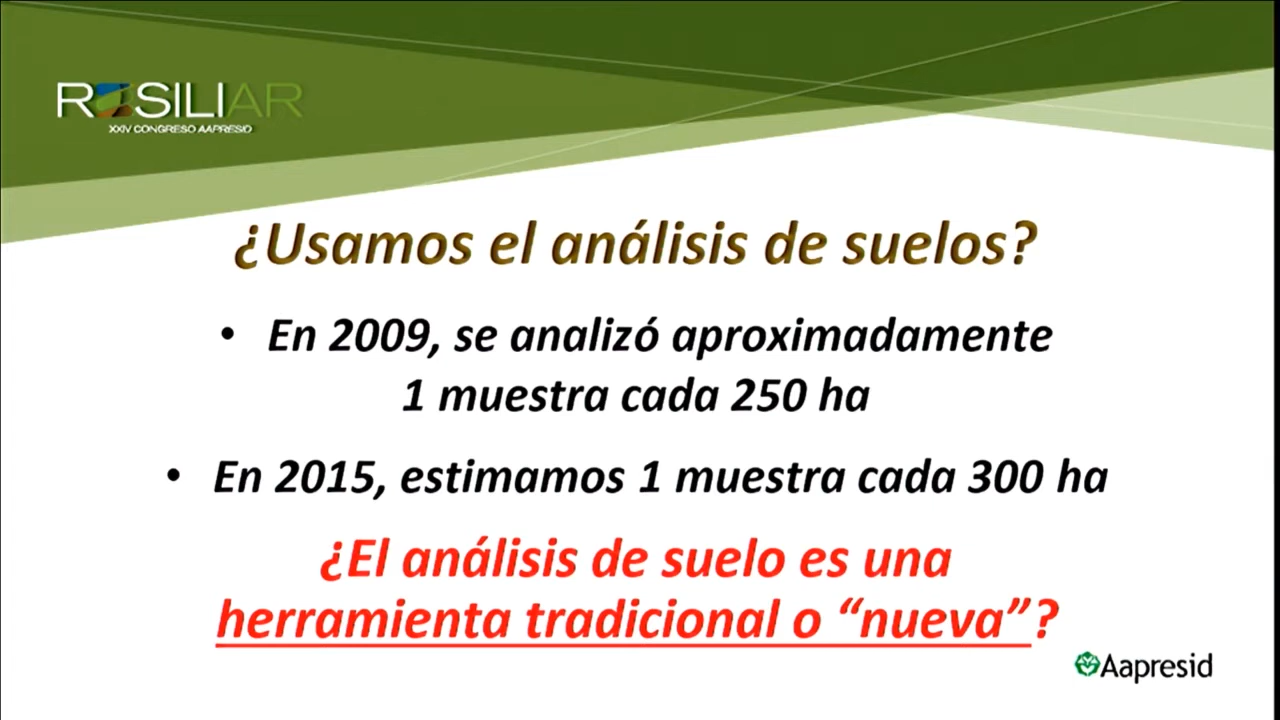 RESILIAR
XXIV CONGRESO AAPRESID
¿Usamos el análisis de suelos?
• En 2009, se analizó aproximadamente
1 muestra cada 250 ha
• En 2015, estimamos 1 muestra cada 300 ha
¿El análisis de suelo es una
herramienta tradicional o “nueva”?
Aapresid